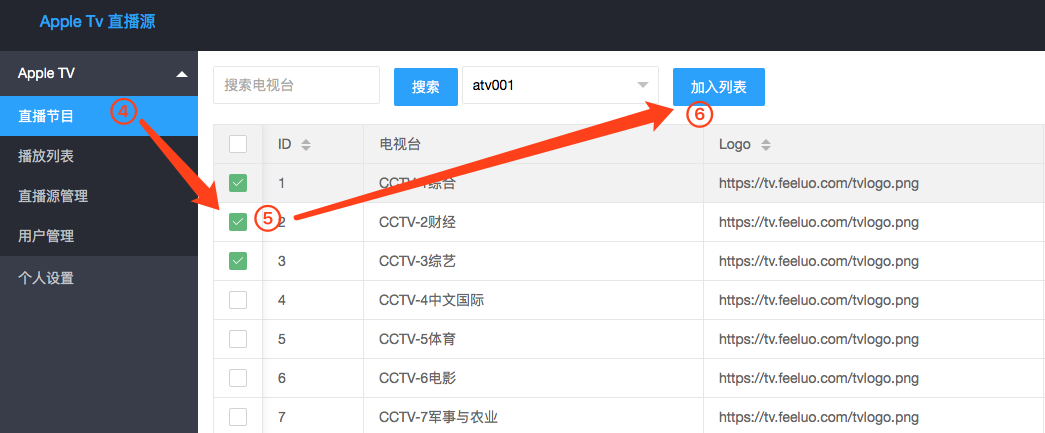 Apple Tv 直播源
Apple TV
直播节目
播放列表
直播源管理
用户管理
个人设置
④
⑤
⑥
搜索电视台 搜索 atv001 加入列表
ID 电视台 Logo
1 CCTV-1综合 https://tv.feeluo.com/tvlogo.png
2 CCTV-2财经 https://tv.feeluo.com/tvlogo.png
3 CCTV-3综艺 https://tv.feeluo.com/tvlogo.png
4 CCTV-4中文国际 https://tv.feeluo.com/tvlogo.png
5 CCTV-5体育 https://tv.feeluo.com/tvlogo.png
6 CCTV-6电影 https://tv.feeluo.com/tvlogo.png
7 CCTV-7军事与农业 https://tv.feeluo.com/tvlogo.png